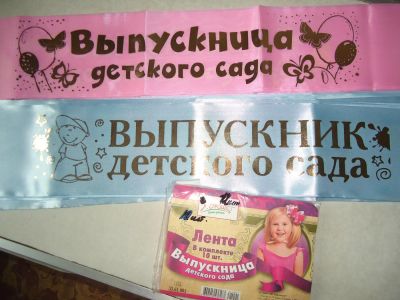 Выпускница
детского сада
ВЫПУСКНИК
детского сада
Лента
В комплекте
10 шт.
Выпускница
детского сада